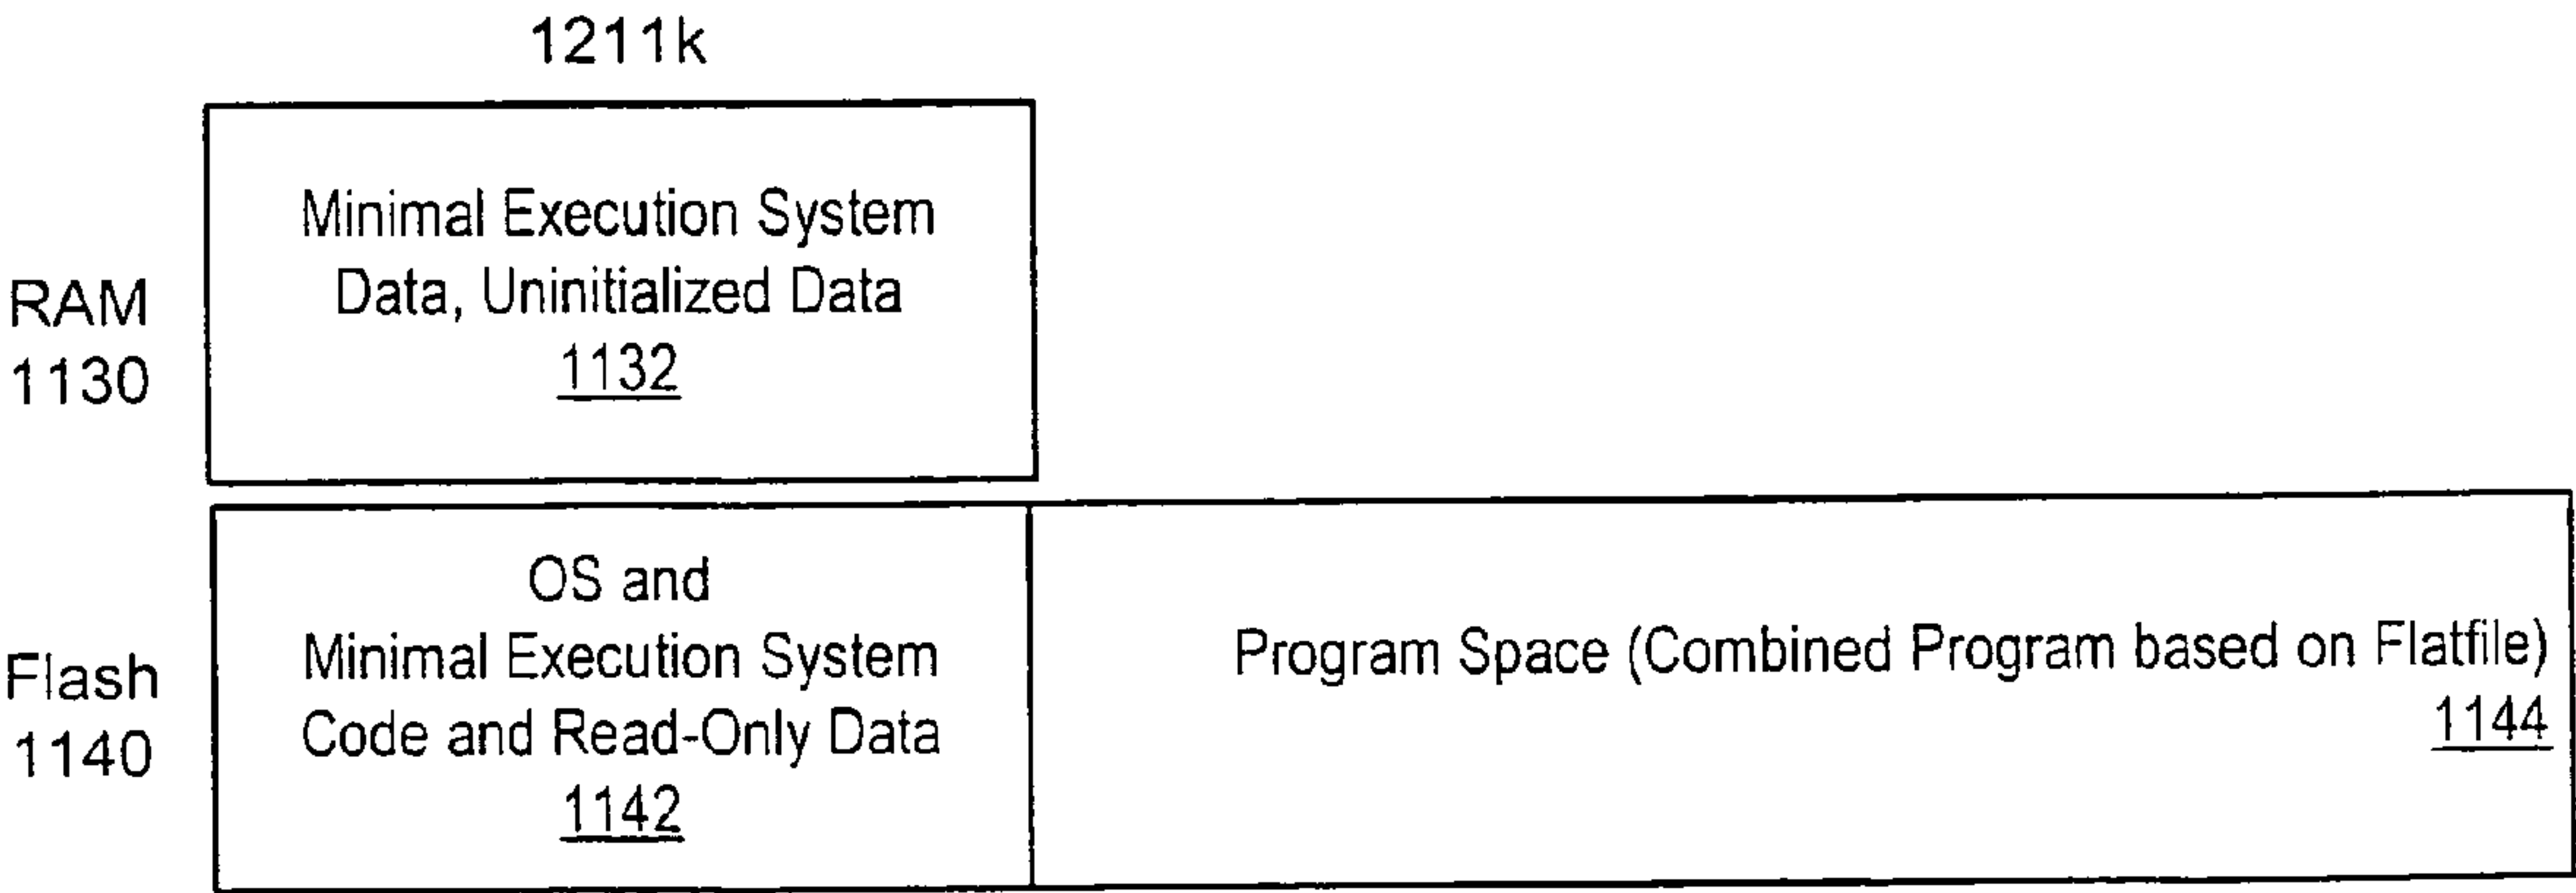 1211k
RAM
1130
Minimal Execution System
Data, Uninitialized Data
1132
Flash
1140
OS and
Minimal Execution System
Code and Read-Only Data
1142
Program Space (Combined Program based on Flatfile)
1144